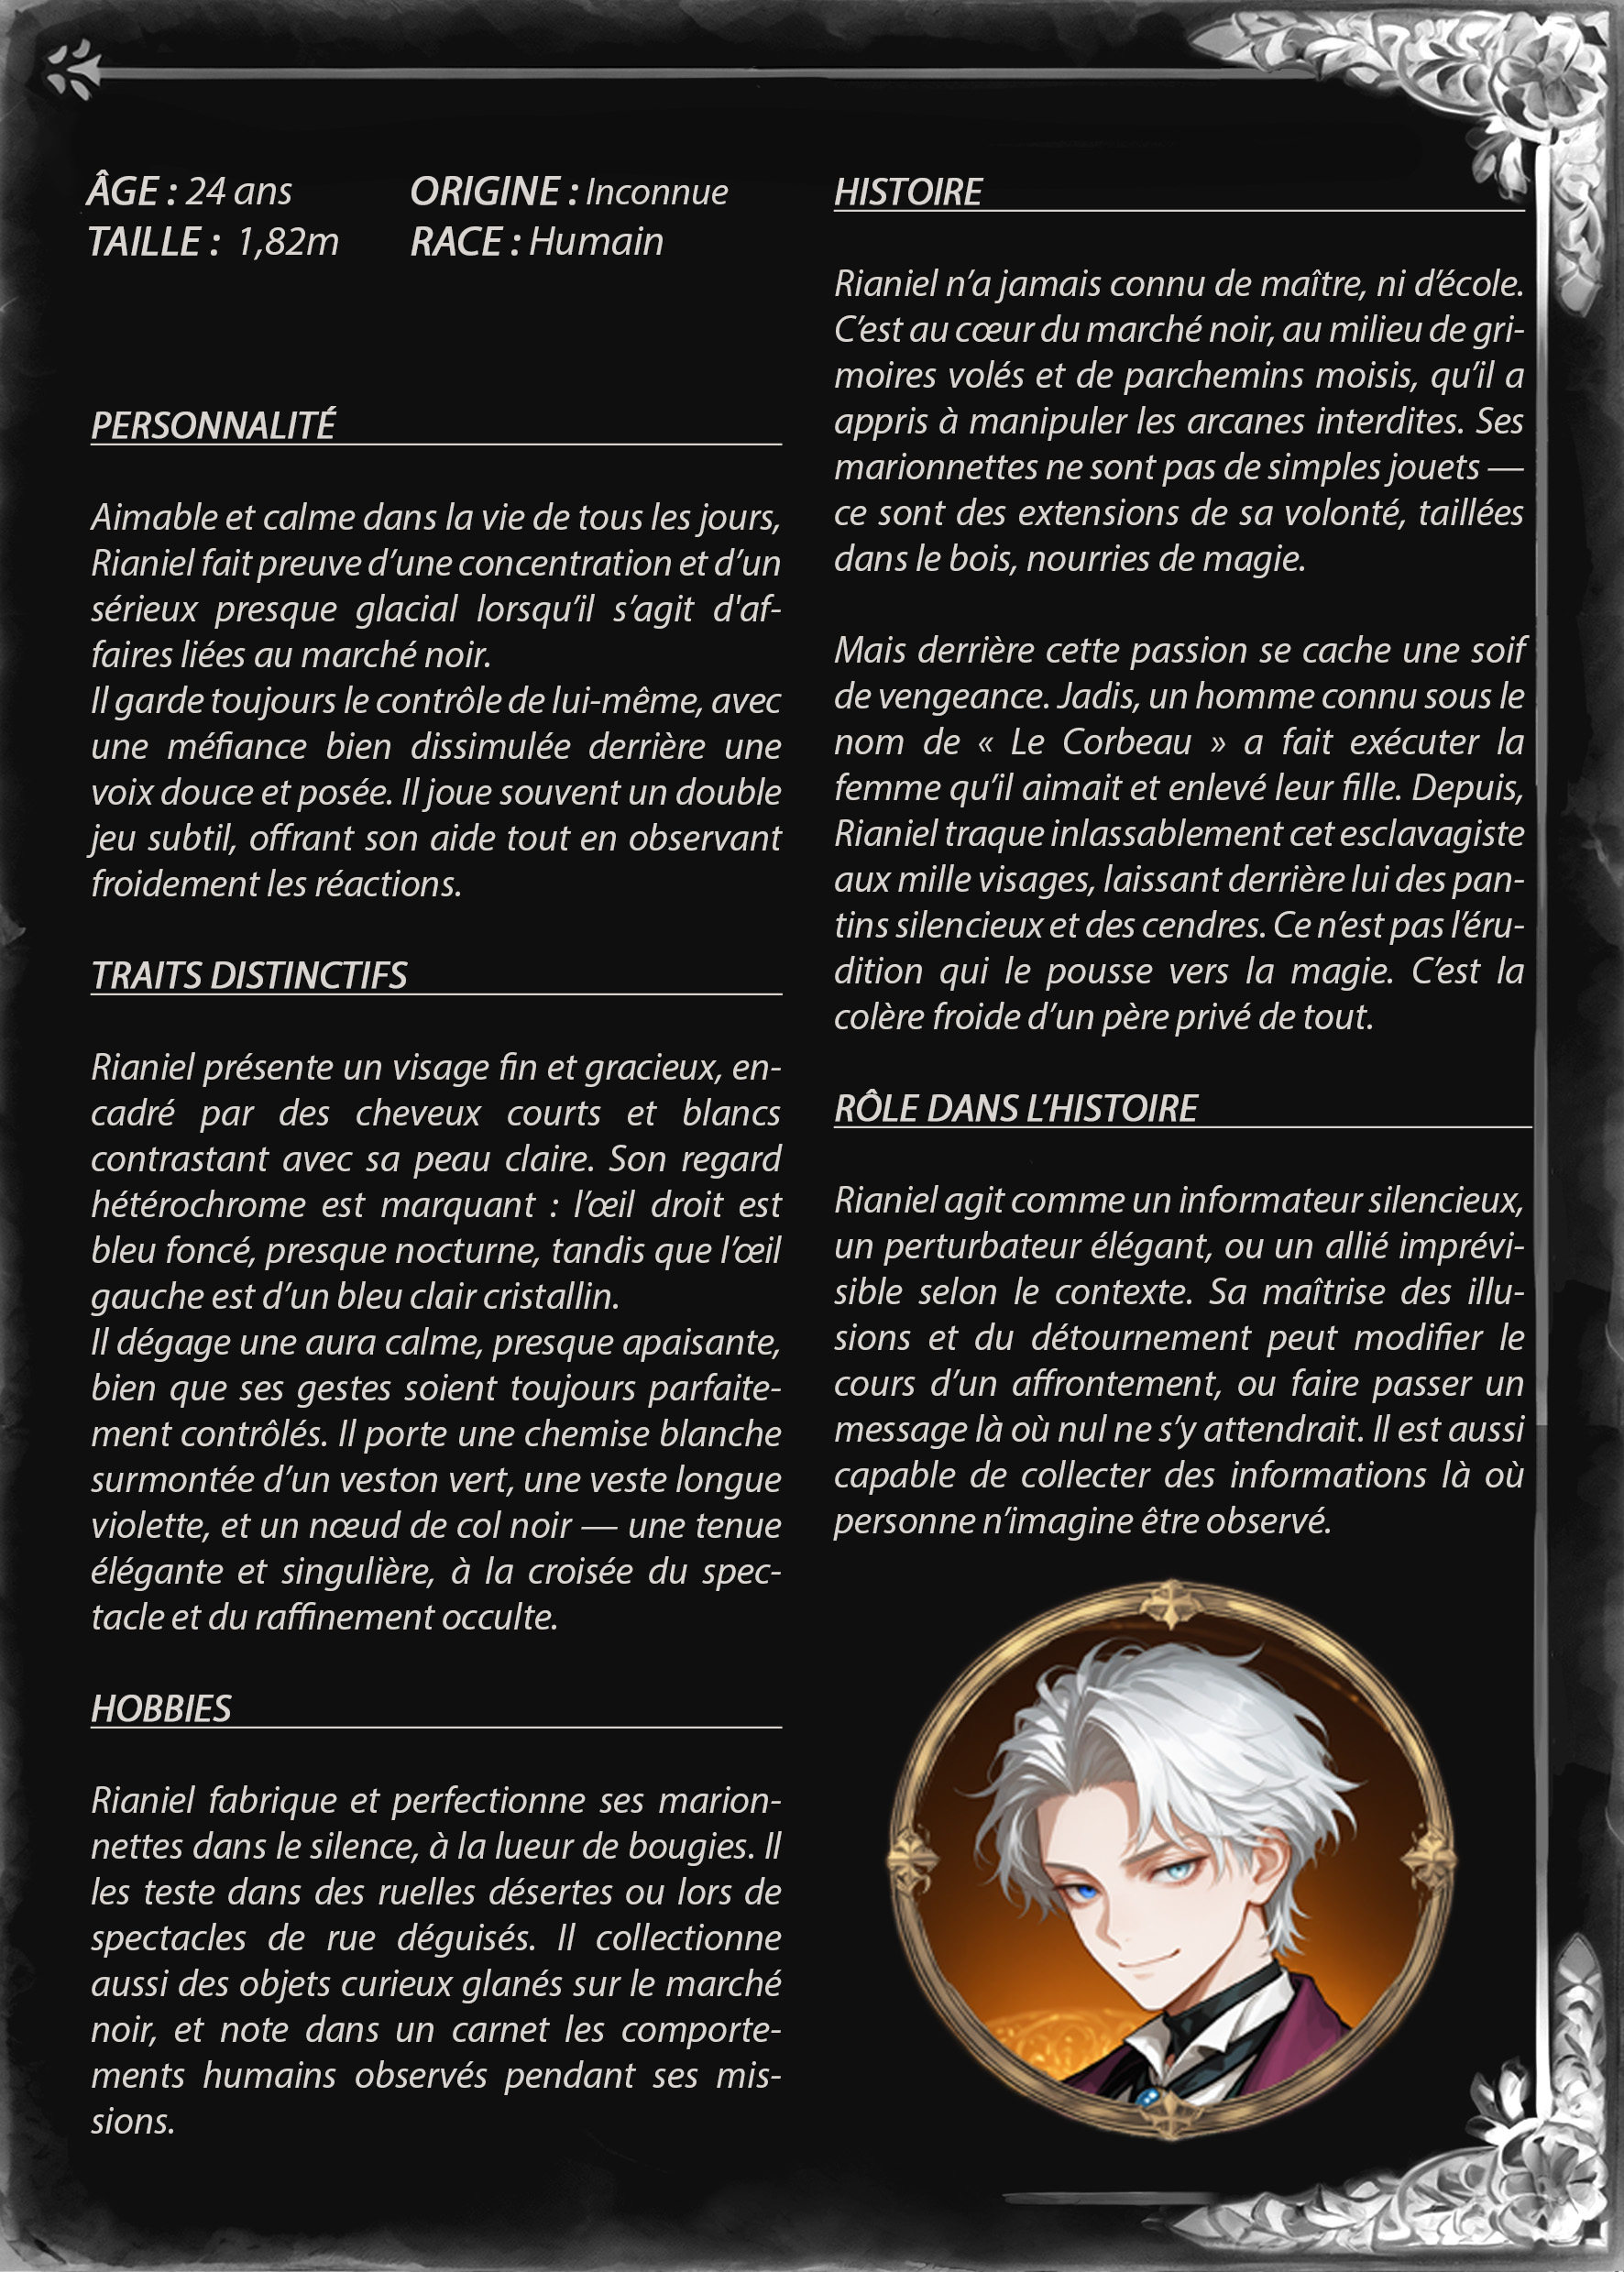 ÂGE : 24 ans
ORIGINE : Inconnue
TAILLE : 1,82m
RACE : Humain
PERSONNALITÉ
Aimable et calme dans la vie de tous les jours,
Rianiel fait preuve d’une concentration et d’un
sérieux presque glacial lorsqu’il s’agit d'af-
faires liées au marché noir.
Il garde toujours le contrôle de lui-même, avec
une méfiance bien dissimulée derrière une
voix douce et posée. Il joue souvent un double
jeu subtil, offrant son aide tout en observant
froidement les réactions.
TRAITS DISTINCTIFS
Rianiel présente un visage fin et gracieux, en-
cadré par des cheveux courts et blancs
contrastant avec sa peau claire. Son regard
hétérochrome est marquant : l’œil droit est
bleu foncé, presque nocturne, tandis que l’œil
gauche est d’un bleu clair cristallin.
Il dégage une aura calme, presque apaisante,
bien que ses gestes soient toujours parfaite-
ment contrôlés. Il porte une chemise blanche
surmontée d’un veston vert, une veste longue
violette, et un nœud de col noir — une tenue
élégante et singulière, à la croisée du spec-
tacle et du raffinement occulte.
HOBBIES
Rianiel fabrique et perfectionne ses marion-
nettes dans le silence, à la lueur de bougies. Il
les teste dans des ruelles désertes ou lors de
spectacles de rue déguisés. Il collectionne
aussi des objets curieux glanés sur le marché
noir, et note dans un carnet les comporte-
ments humains observés pendant ses mis-
sions.
HISTOIRE
Rianiel n’a jamais connu de maître, ni d’école.
C’est au cœur du marché noir, au milieu de gri-
moires volés et de parchemins moisis, qu’il a
appris à manipuler les arcanes interdites. Ses
marionnettes ne sont pas de simples jouets —
ce sont des extensions de sa volonté, taillées
dans le bois, nourries de magie.
Mais derrière cette passion se cache une soif
de vengeance. Jadis, un homme connu sous le
nom de « Le Corbeau » a fait exécuter la
femme qu’il aimait et enlevé leur fille. Depuis,
Rianiel traque inlassablement cet esclavagiste
aux mille visages, laissant derrière lui des pan-
tins silencieux et des cendres. Ce n’est pas l’éru-
dition qui le pousse vers la magie. C’est la
colère froide d’un père privé de tout.
RÔLE DANS L’HISTOIRE
Rianiel agit comme un informateur silencieux,
un perturbateur élégant, ou un allié imprévi-
sible selon le contexte. Sa maîtrise des illu-
sions et du détournement peut modifier le
cours d’un affrontement, ou faire passer un
message là où nul ne s’y attendrait. Il est aussi
capable de collecter des informations là où
personne n’imagine être observé.